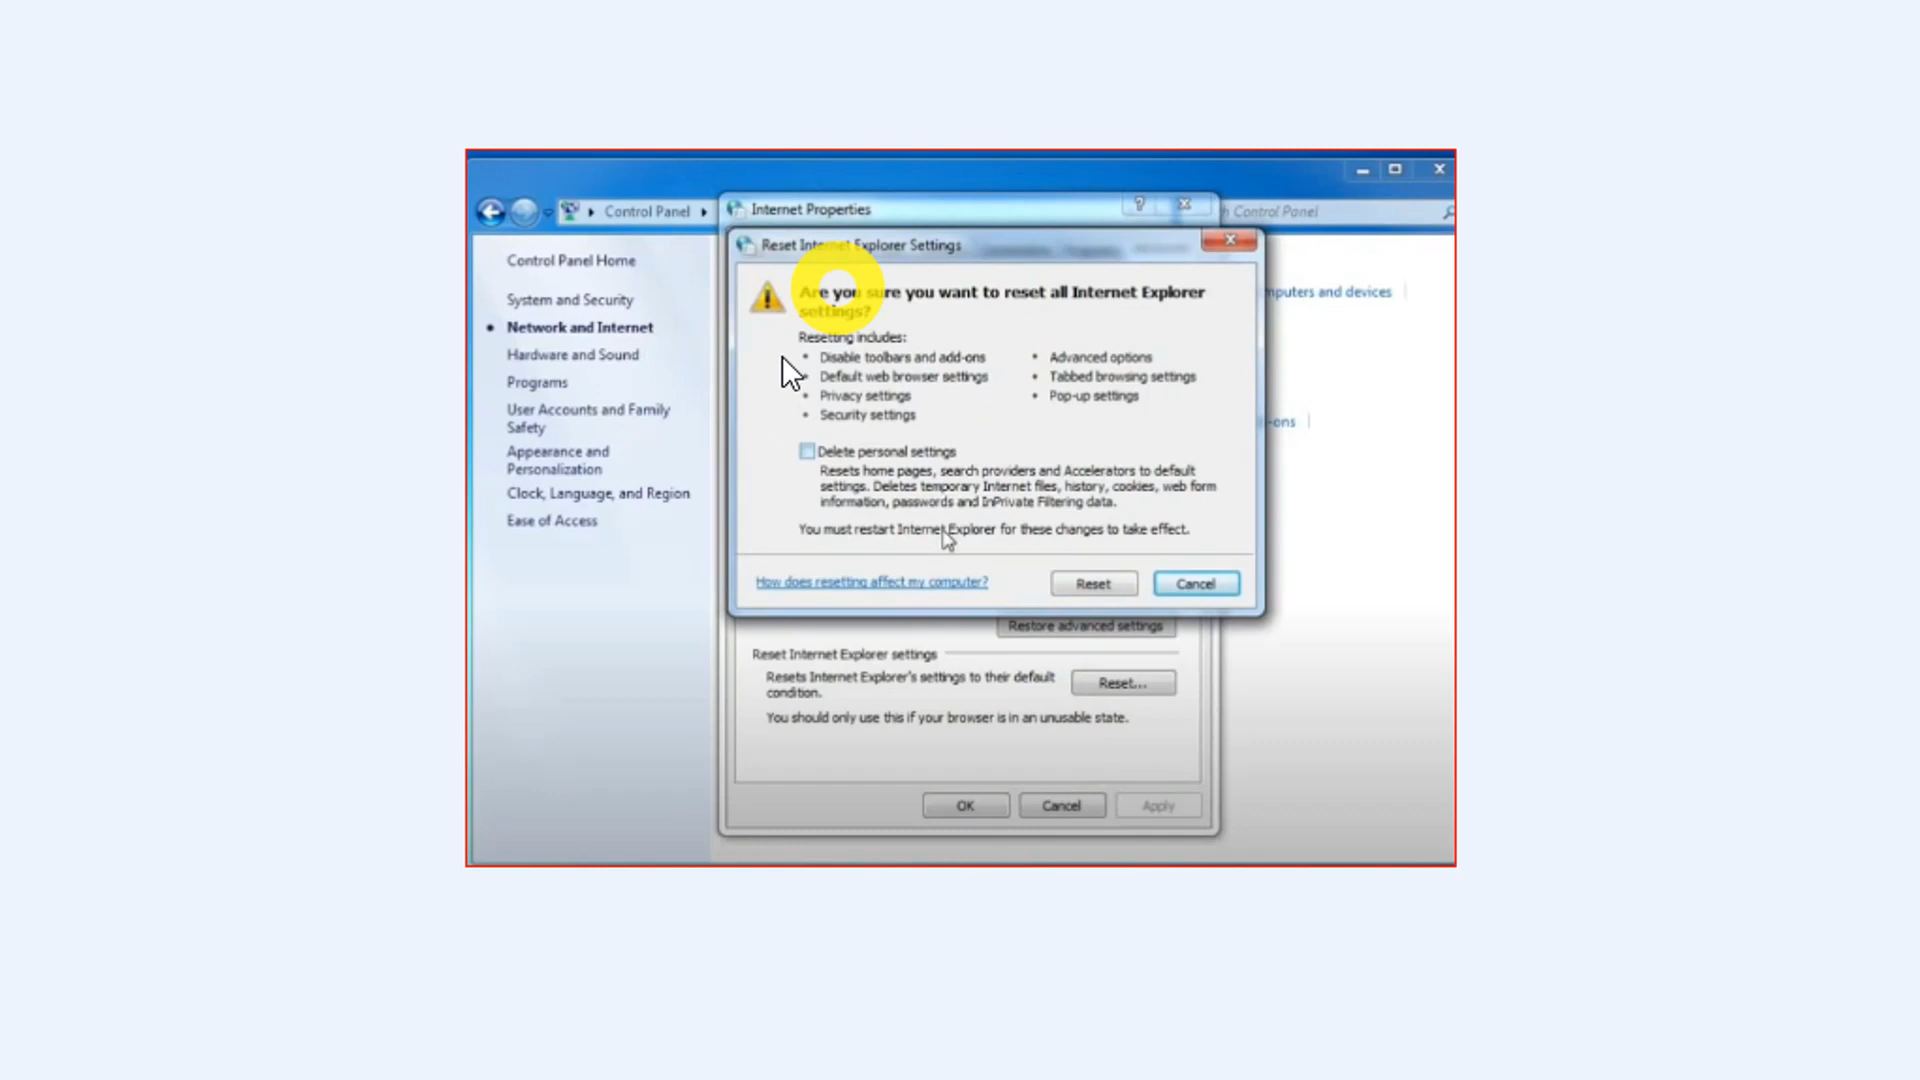 Control Panel
Internet Properties
Control Panel
Reset Internet Explorer Settings
Control Panel Home
System and Security
Network and Internet
Hardware and Sound
Programs
User Accounts and Family
Safety
Appearance and
Personalization
Clock, Language, and Region
Ease of Access
Are you sure you want to reset all Internet Explorer
settings?
Resetting includes:
• Disable toolbars and add-ons
• Default web browser settings
• Privacy settings
• Security settings
• Advanced options
• Tabbed browsing settings
• Pop-up settings
Delete personal settings
Resets home pages, search providers and Accelerators to default
settings. Deletes temporary Internet files, history, cookies, web form
information, passwords and InPrivate Filtering data.
You must restart Internet Explorer for these changes to take effect.
How does resetting affect my computer?
Reset
Cancel
and devices
-ons
Restore advanced settings
Reset Internet Explorer settings
Resets Internet Explorer's settings to their default
condition.
Reset...
You should only use this if your browser is in an unusable state.
OK
Cancel
Apply